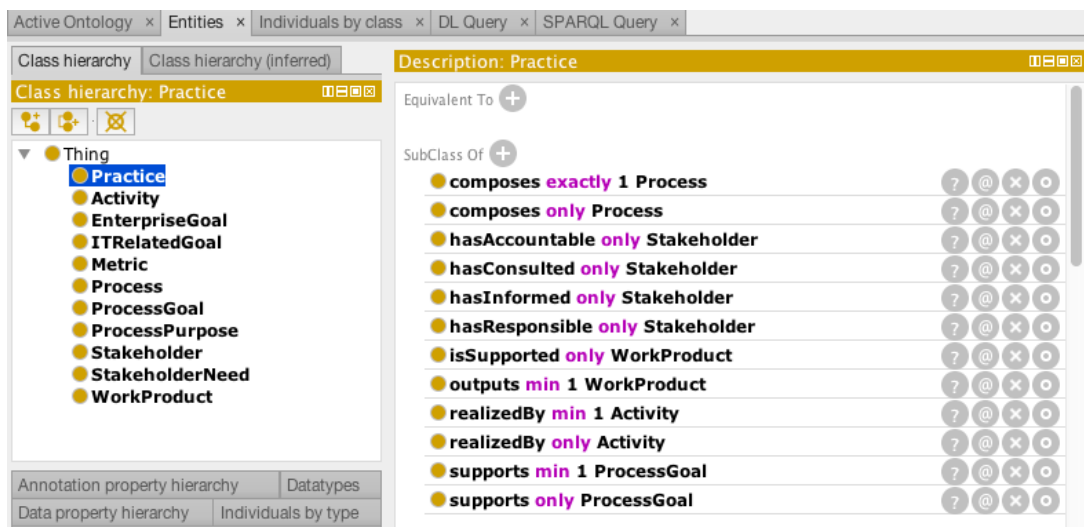 Active Ontology × Entities × Individuals by class × DL Query × SPARQL Query ×
Class hierarchy Class hierarchy (inferred)
Class hierarchy: Practice
Thing
Practice
Activity
EnterpriseGoal
ITRelatedGoal
Metric
Process
ProcessGoal
ProcessPurpose
Stakeholder
StakeholderNeed
WorkProduct
Annotation property hierarchy Datatypes
Data property hierarchy Individuals by type
Description: Practice
Equivalent To
SubClass Of
composes exactly 1 Process
composes only Process
hasAccountable only Stakeholder
hasConsulted only Stakeholder
hasInformed only Stakeholder
hasResponsible only Stakeholder
isSupported only WorkProduct
outputs min 1 WorkProduct
realizedBy min 1 Activity
realizedBy only Activity
supports min 1 ProcessGoal
supports only ProcessGoal